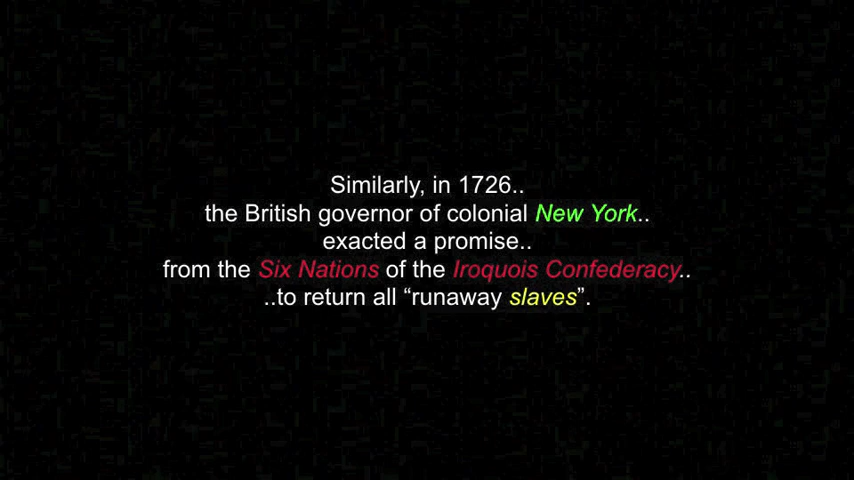 Similarly, in 1726..
the British governor of colonial New York..
exacted a promise..
from the Six Nations of the Iroquois Confederacy..
..to return all “runaway slaves”.